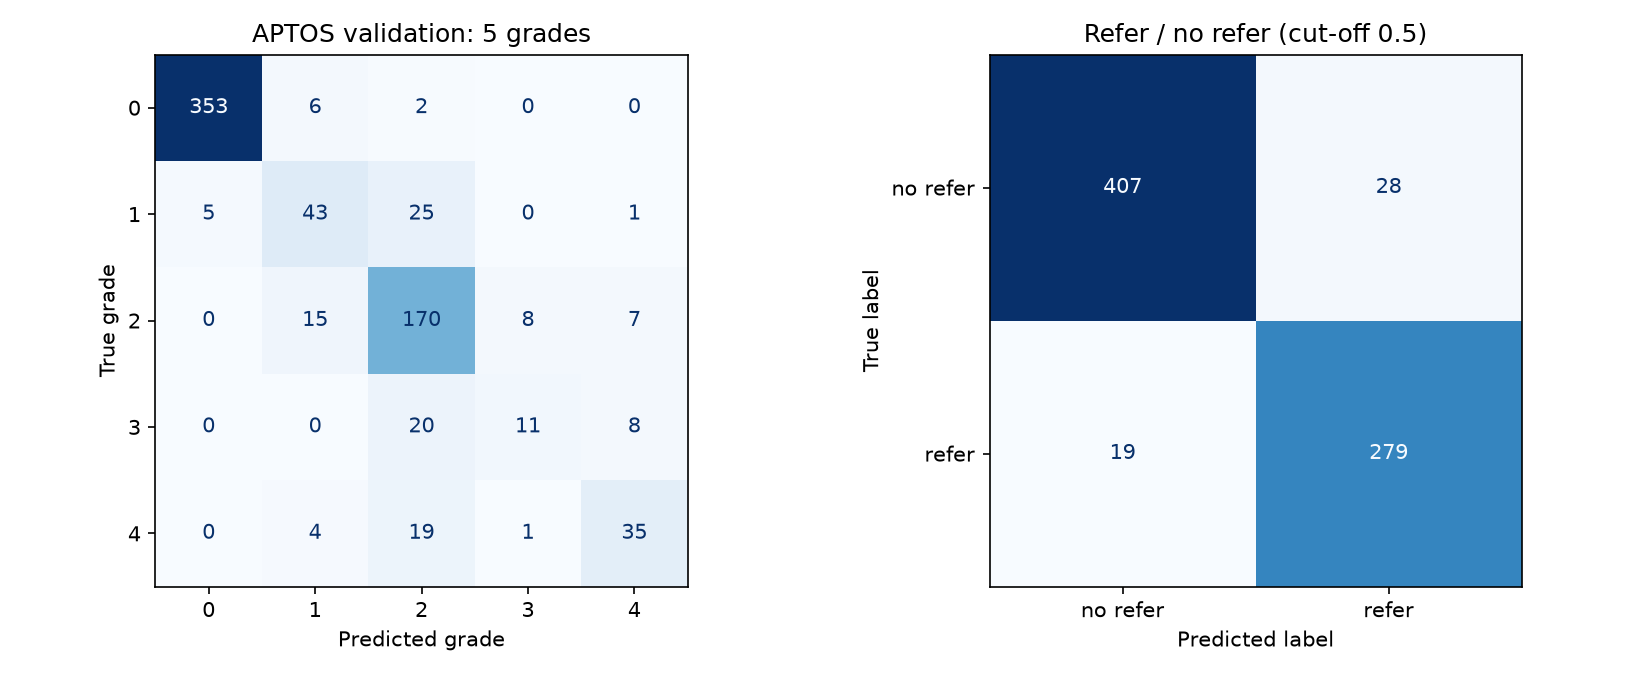 APTOS validation: 5 grades
True grade
0 353 6 2 0 0
1 5 43 25 0 1
2 0 15 170 8 7
3 0 0 20 11 8
4 0 4 19 1 35
0 1 2 3 4
Predicted grade
Refer / no refer (cut-off 0.5)
True label
no refer 407 28
refer 19 279
no refer refer
Predicted label